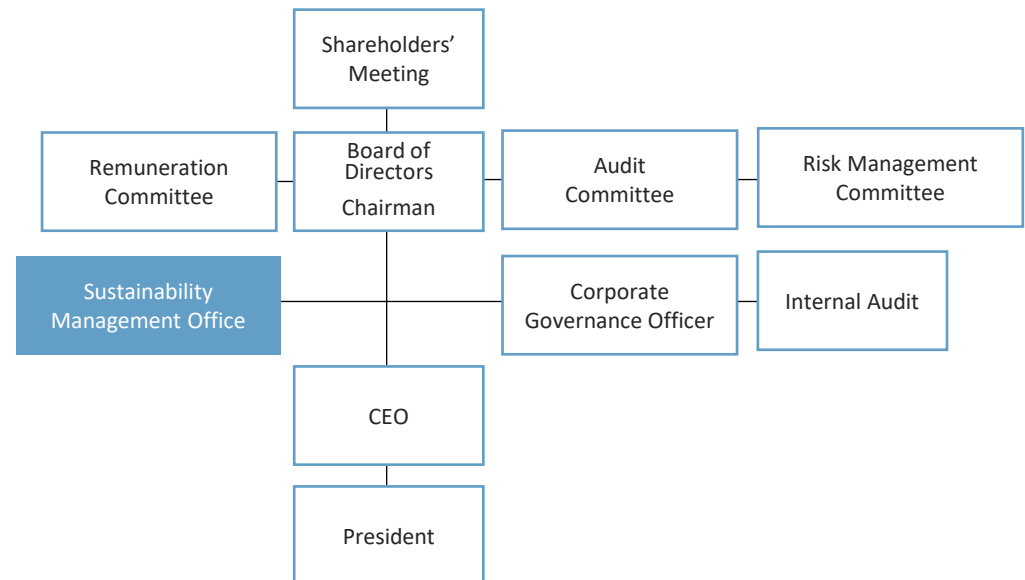 Shareholders’
Meeting
Remuneration
Committee
Board of
Directors
Chairman
Audit
Committee
Risk Management
Committee
Sustainability
Management Office
Corporate
Governance Officer
Internal Audit
CEO
President